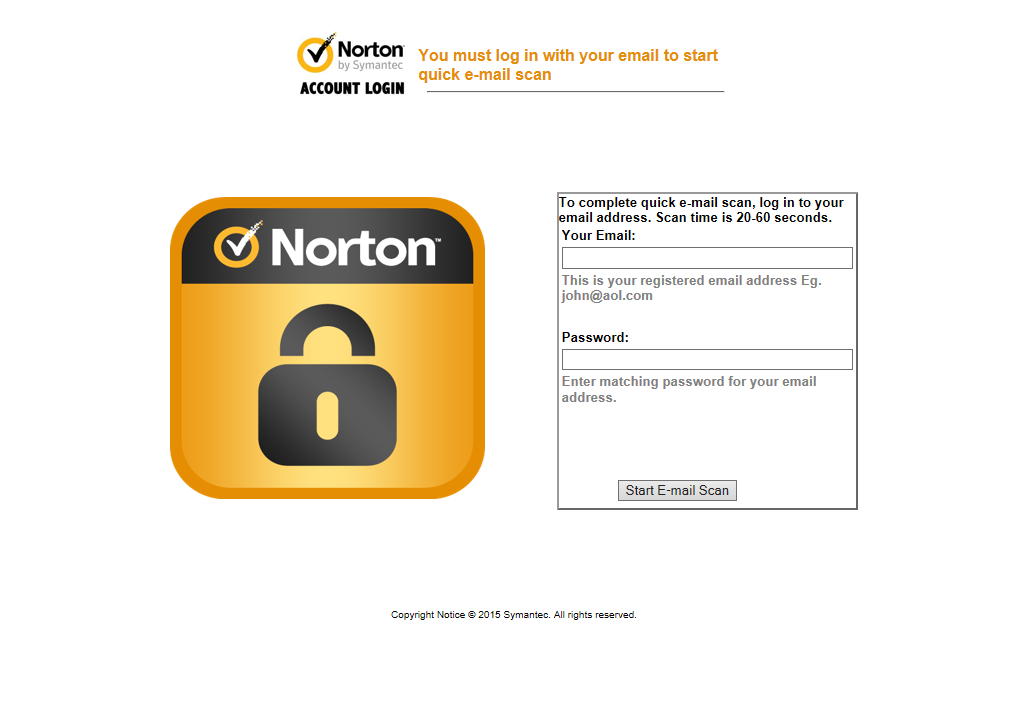 Norton
by Symantec
ACCOUNT LOGIN
You must log in with your email to start
quick e-mail scan
Norton™
To complete quick e-mail scan, log in to your
email address. Scan time is 20-60 seconds.
Your Email:
This is your registered email address Eg.
john@aol.com
Password:
Enter matching password for your email
address.
Start E-mail Scan
Copyright Notice © 2015 Symantec. All rights reserved.